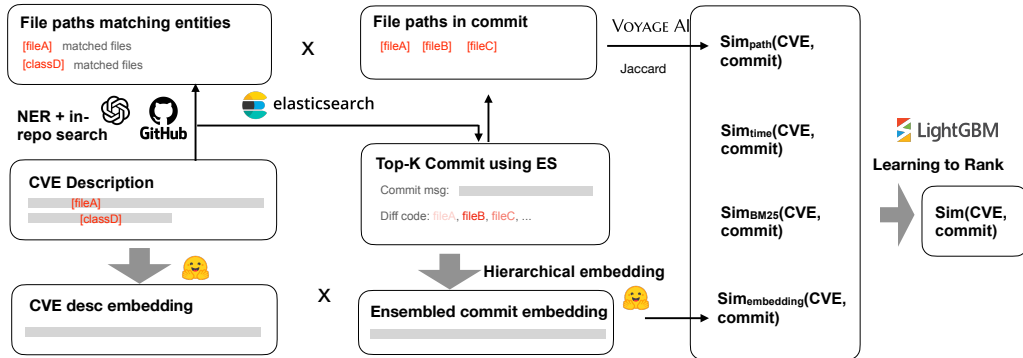 File paths matching entities
[fileA] matched files
[classD] matched files
X
File paths in commit
[fileA] [fileB] [fileC]
VOYAGE AI
Jaccard
Sim_path(CVE,
commit)
NER + in-
repo search
GitHub
elasticsearch
CVE Description
[fileA]
[classD]
Top-K Commit using ES
Commit msg:
Diff code: fileA, fileB, fileC, ...
Sim_time(CVE,
commit)
Sim_BM25(CVE,
commit)
LightGBM
Learning to Rank
Sim(CVE,
commit)
Hierarchical embedding
CVE desc embedding
X
Ensembled commit embedding
Sim_embedding(CVE,
commit)